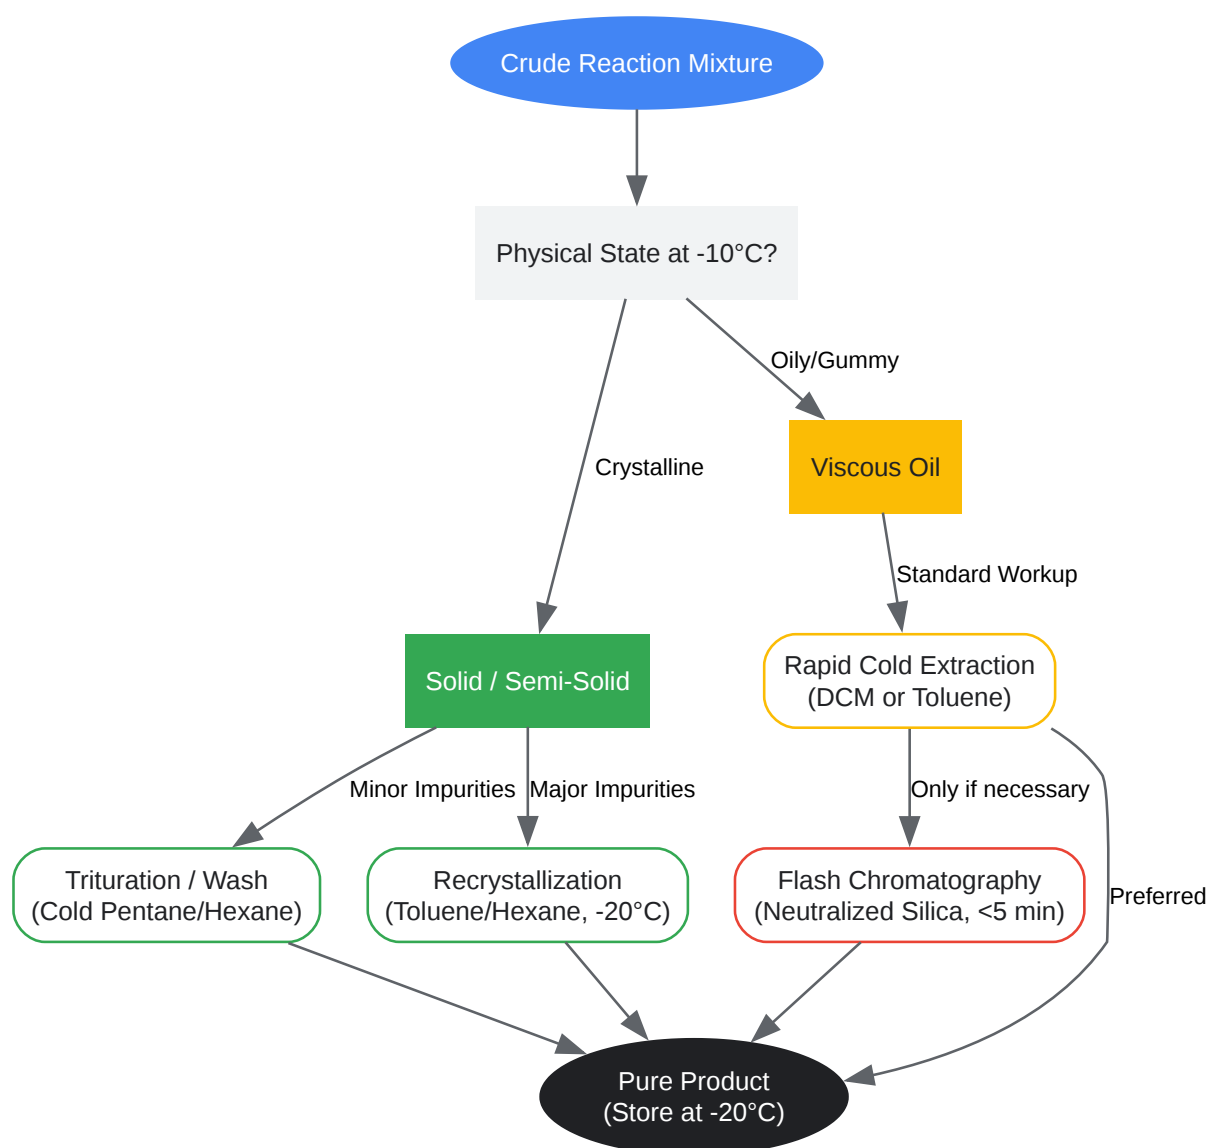 Crude Reaction Mixture
Physical State at -10°C?
Oily/Gummy
Crystalline
Viscous Oil
Standard Workup
Solid / Semi-Solid
Rapid Cold Extraction
(DCM or Toluene)
Minor Impurities
Major Impurities
Only if necessary
Trituration / Wash
(Cold Pentane/Hexane)
Recrystallization
(Toluene/Hexane, -20°C)
Flash Chromatography
(Neutralized Silica, <5 min)
Preferred
Pure Product
(Store at -20°C)